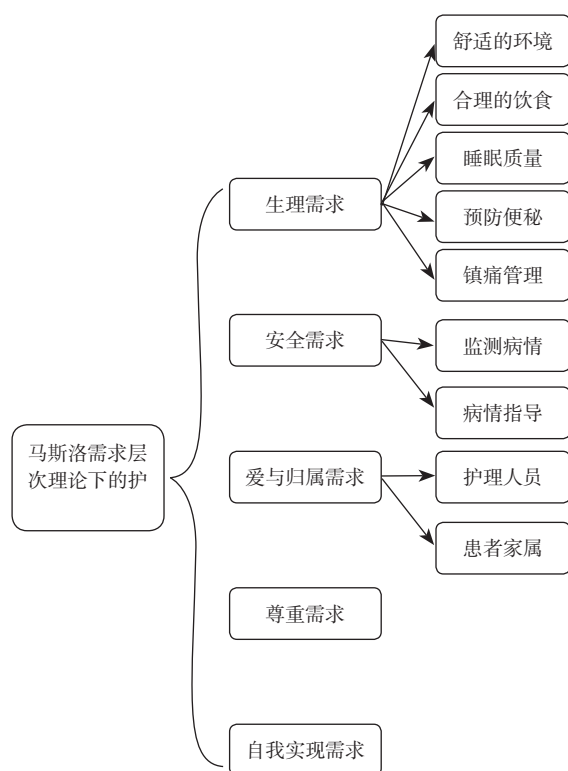 马斯洛需求层
次理论下的护
生理需求
舒适的环境
合理的饮食
睡眠质量
预防便秘
镇痛管理
安全需求
监测病情
病情指导
爱与归属需求
护理人员
患者家属
尊重需求
自我实现需求